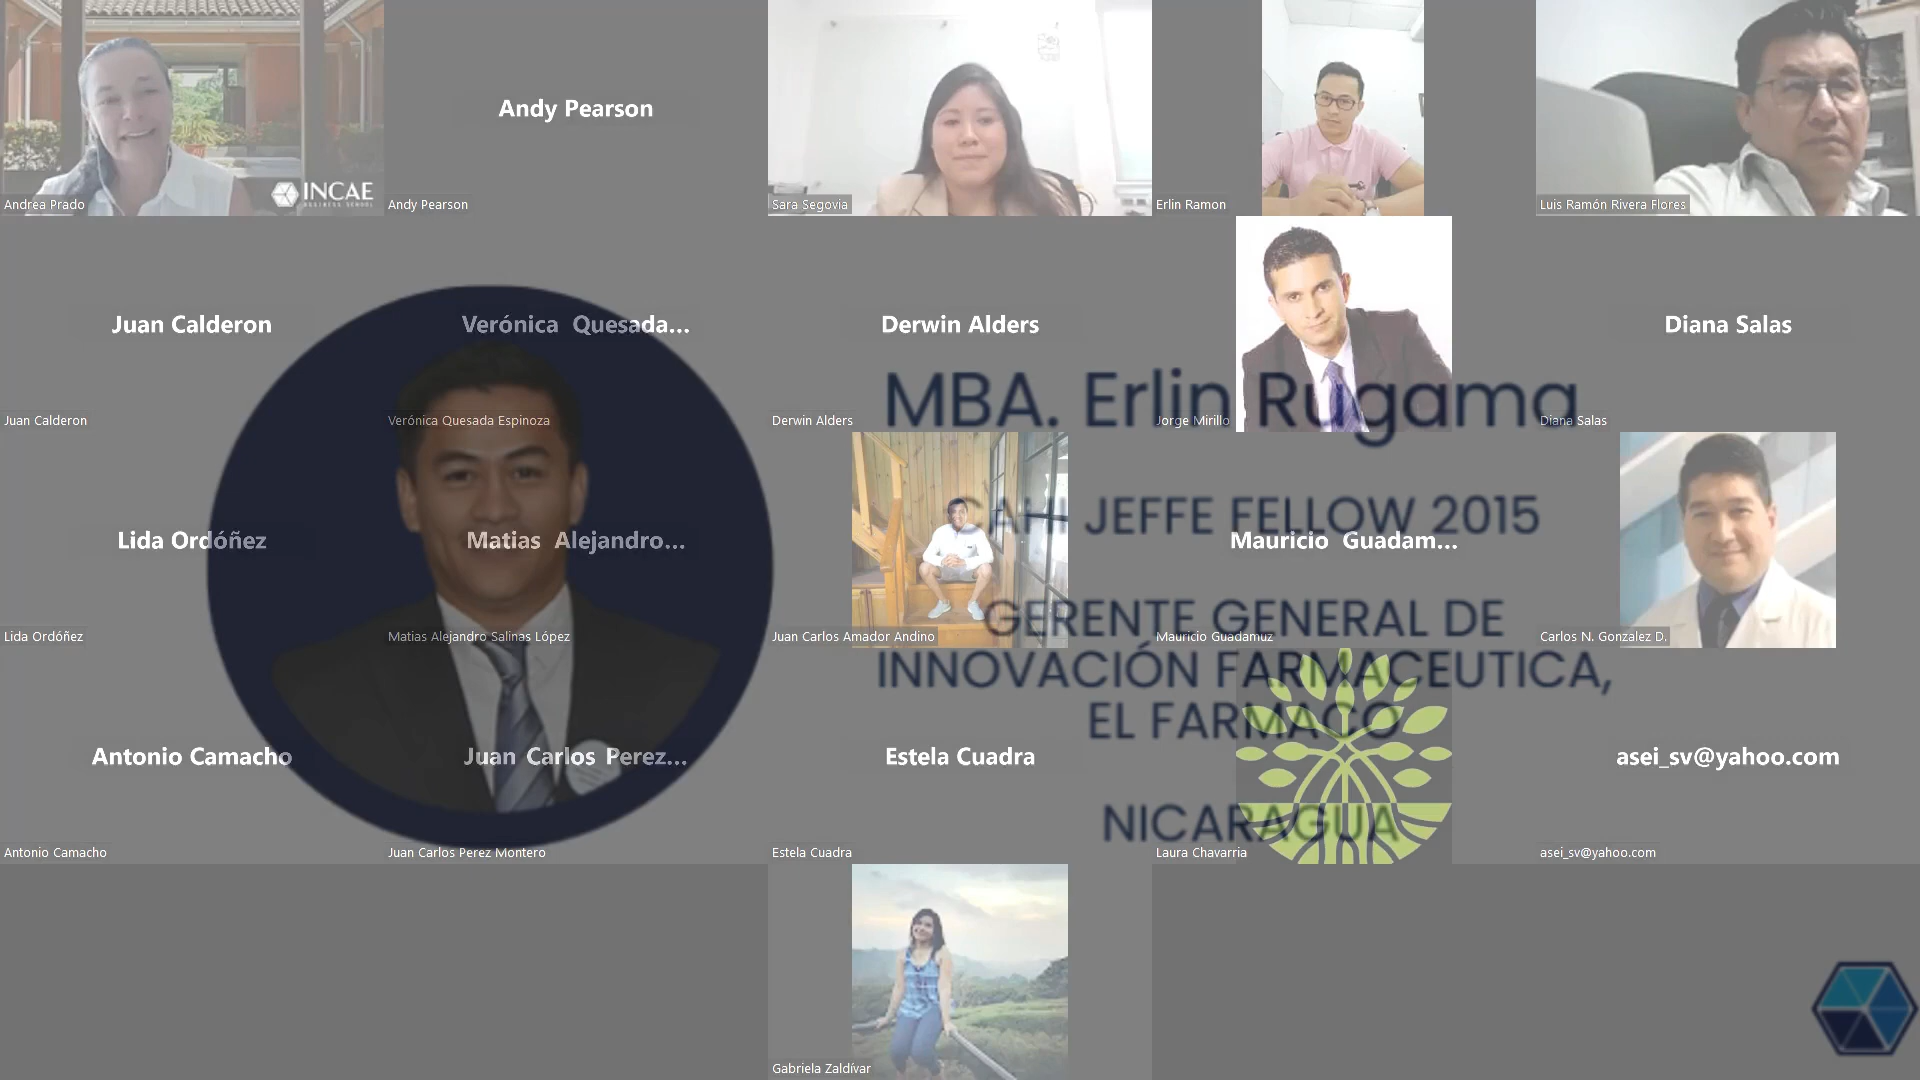 INCAE
BUSINESS SCHOOL
Andrea Prado
Andy Pearson
Andy Pearson
Sara Segovia
Erlin Ramon
Luis Ramón Rivera Flores
Juan Calderon
Juan Calderon
Verónica Quesada...
Verónica Quesada Espinoza
Derwin Alders
Derwin Alders
Jorge Mirillo
Diana Salas
Diana Salas
MBA. Erlin Rugama
Lida Ordóñez
Lida Ordóñez
Matias Alejandro...
Matias Alejandro Salinas López
Juan Carlos Amador Andino
CAHI JEFFE FELLOW 2015
Mauricio Guadam...
Mauricio Guadamuz
Carlos N. Gonzalez D.
GERENTE GENERAL DE
INNOVACIÓN FARMACEUTICA,
EL FARMACO
Antonio Camacho
Antonio Camacho
Juan Carlos Perez...
Juan Carlos Perez Montero
Estela Cuadra
Estela Cuadra
NICARAGUA
Laura Chavarria
asei_sv@yahoo.com
asei_sv@yahoo.com
Gabriela Zaldívar